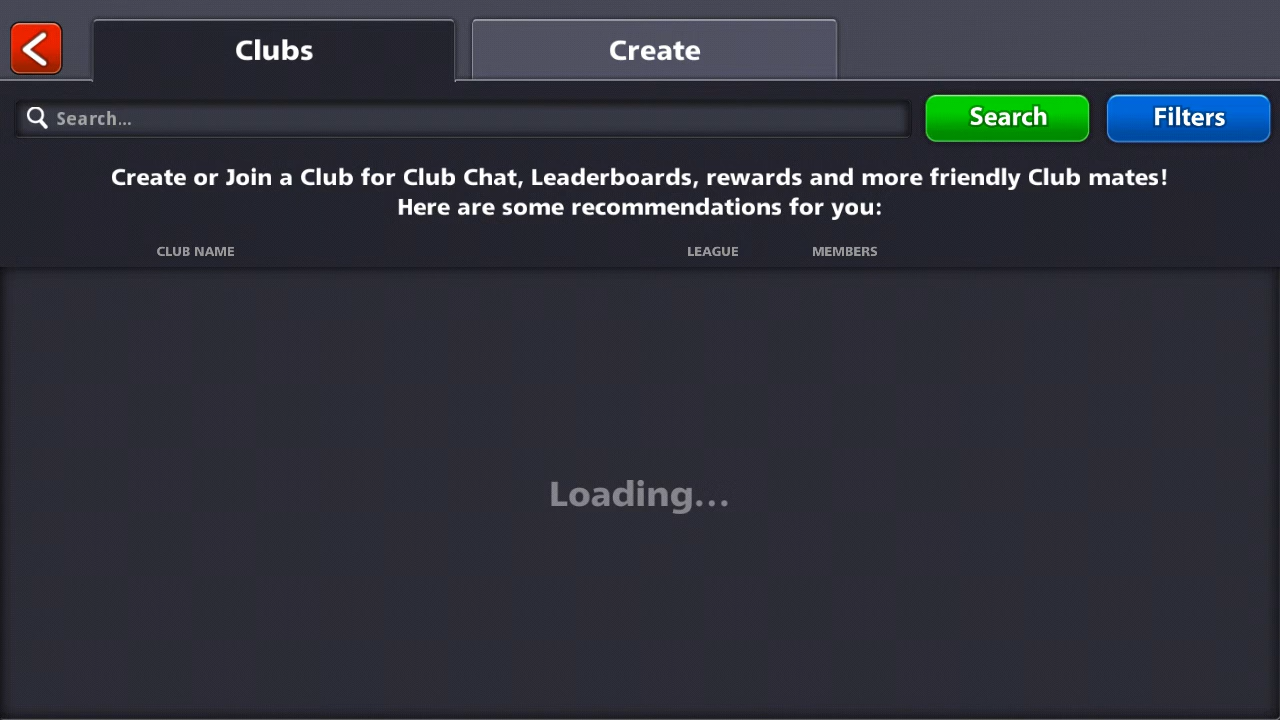 Clubs
Create
Search...
Search
Filters
Create or Join a Club for Club Chat, Leaderboards, rewards and more friendly Club mates!
Here are some recommendations for you:
CLUB NAME
LEAGUE
MEMBERS
Loading...